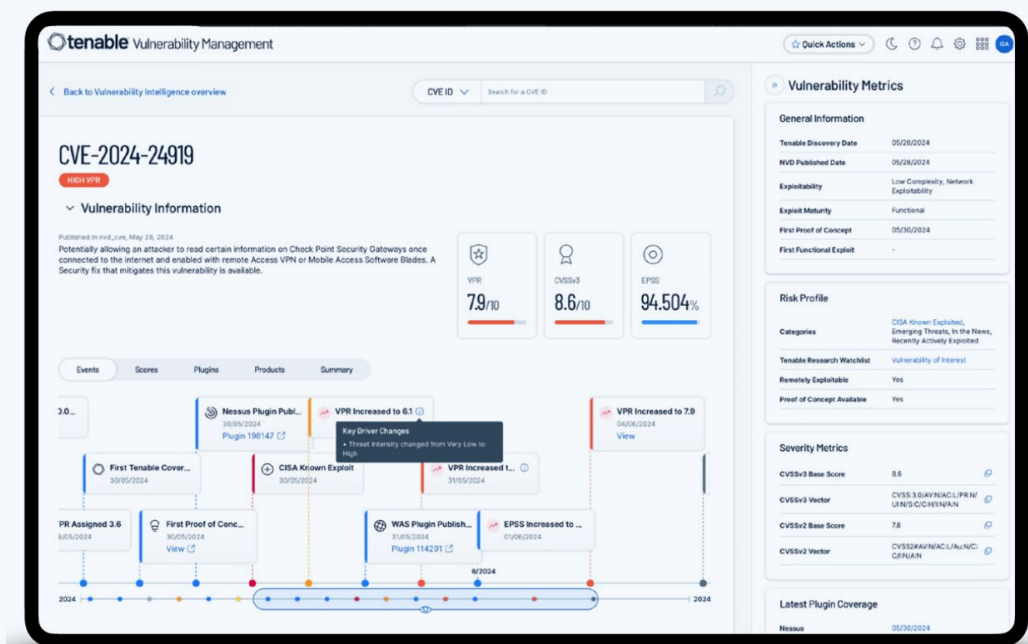 tenable Vulnerability Management
Quick Actions
GA
Back to Vulnerability Intelligence overview
CVE ID
Search for a CVE ID
CVE-2024-24919
HIGH VPR
Vulnerability Information
Published in nvd_cve, May 28, 2024
Potentially allowing an attacker to read certain information on Check Point Security Gateways once
connected to the internet and enabled with remote Access VPN or Mobile Access Software Blades. A
Security fix that mitigates this vulnerability is available.
VPR
7.9/10
CVSSv3
8.6/10
EPSS
94.504%
Events
Scores
Plugins
Products
Summary
0.0...
Nessus Plugin Publ...
30/05/2024
Plugin 198147
VPR Increased to 6.1
Key Driver Changes
• Threat Intensity changed from Very Low to
High
VPR Increased to 7.9
04/06/2024
View
First Tenable Cover...
30/05/2024
CISA Known Exploit
30/05/2024
VPR Increased t...
31/05/2024
PR Assigned 3.6
/05/2024
First Proof of Conc...
30/05/2024
View
WAS Plugin Publish...
31/05/2024
Plugin 114291
EPSS Increased to ...
01/06/2024
6/2024
2024
2024
Vulnerability Metrics
General Information
Tenable Discovery Date 05/28/2024
NVD Published Date 05/28/2024
Exploitability Low Complexity, Network
Exploitability
Exploit Maturity Functional
First Proof of Concept 05/30/2024
First Functional Exploit -
Risk Profile
Categories CISA Known Exploited,
Emerging Threats, In the News,
Recently Actively Exploited
Tenable Research Watchlist Vulnerability of Interest
Remotely Exploitable Yes
Proof of Concept Available Yes
Severity Metrics
CVSSv3 Base Score 8.6
CVSSv3 Vector CVSS:3.0/AV:N/AC:L/PR:N/
UI:N/S:C/C:H/I:N/A:N
CVSSv2 Base Score 7.8
CVSSv2 Vector CVSS2#AV:N/AC:L/Au:N/C:
C/I:N/A:N
Latest Plugin Coverage
Nessus 05/30/2024